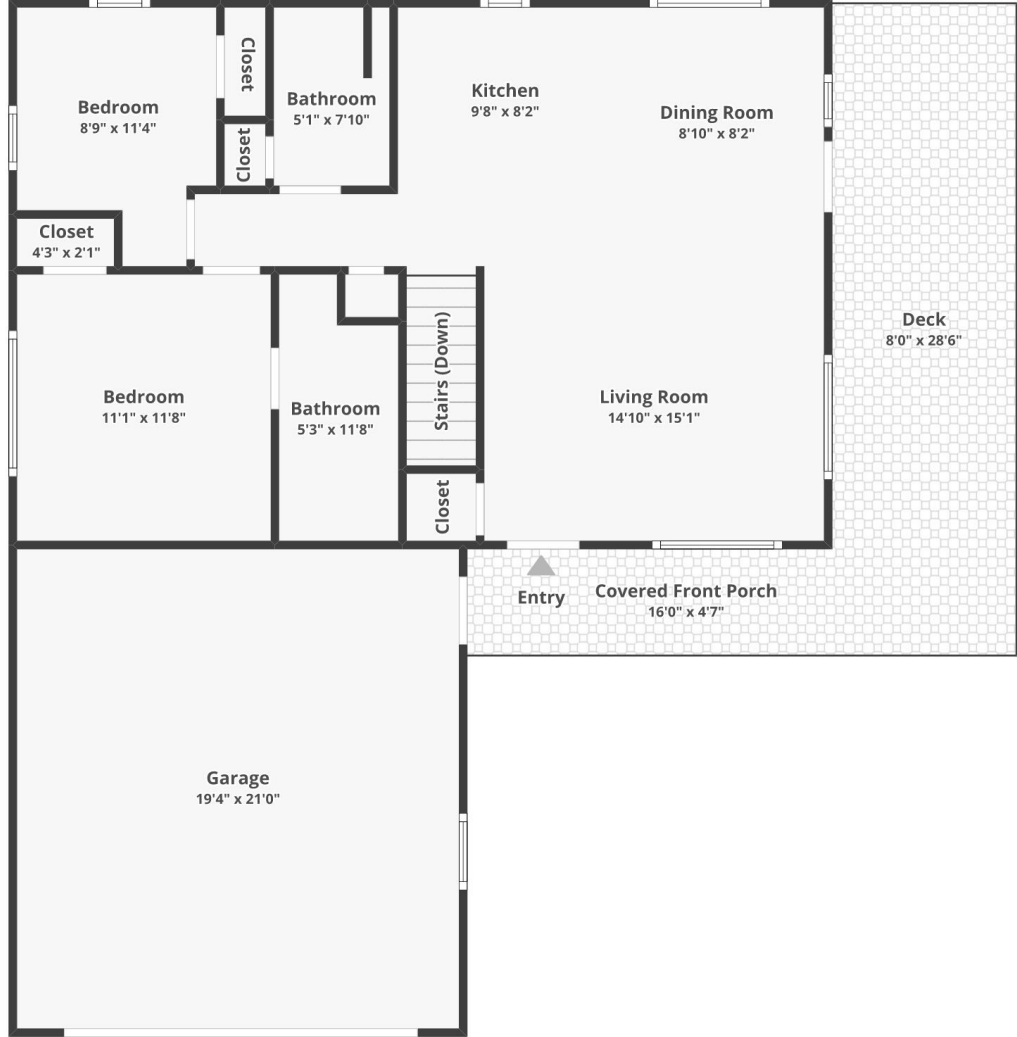 Closet
Kitchen
9'8" x 8'2"
Bathroom
5'1" x 7'10"
Bedroom
8'9" x 11'4"
Dining Room
8'10" x 8'2"
Closet
Closet
4'3" x 2'1"
Deck
8'0" x 28'6"
Stairs (Down)
Bedroom
11'1" x 11'8"
Living Room
14'10" x 15'1"
Bathroom
5'3" x 11'8"
Closet
Entry
Covered Front Porch
16'0" x 4'7"
Garage
19'4" x 21'0"